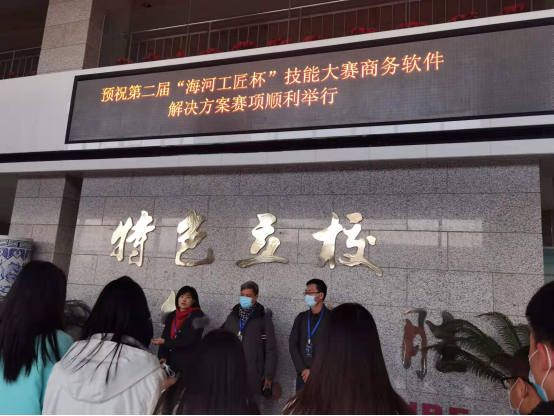 预祝第二届“海河工匠杯”技能大赛商务软件
解决方案赛项顺利举行
特色立校